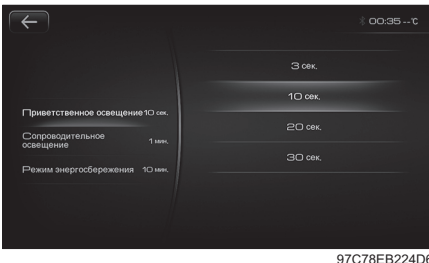 00:35 --°C
3 сек.
10 сек.
20 сек.
30 сек.
Приветственное освещение 10 сек.
Сопроводительное
освещение
1 мин.
Режим энергосбережения 10 мин.
97C78EB224D6